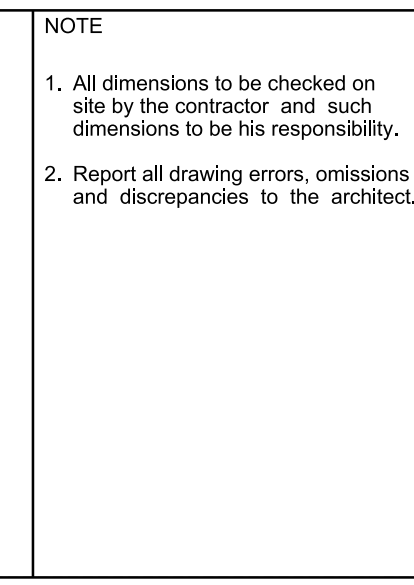 NOTE
1. All dimensions to be checked on
site by the contractor and such
dimensions to be his responsibility.
2. Report all drawing errors, omissions
and discrepancies to the architect.